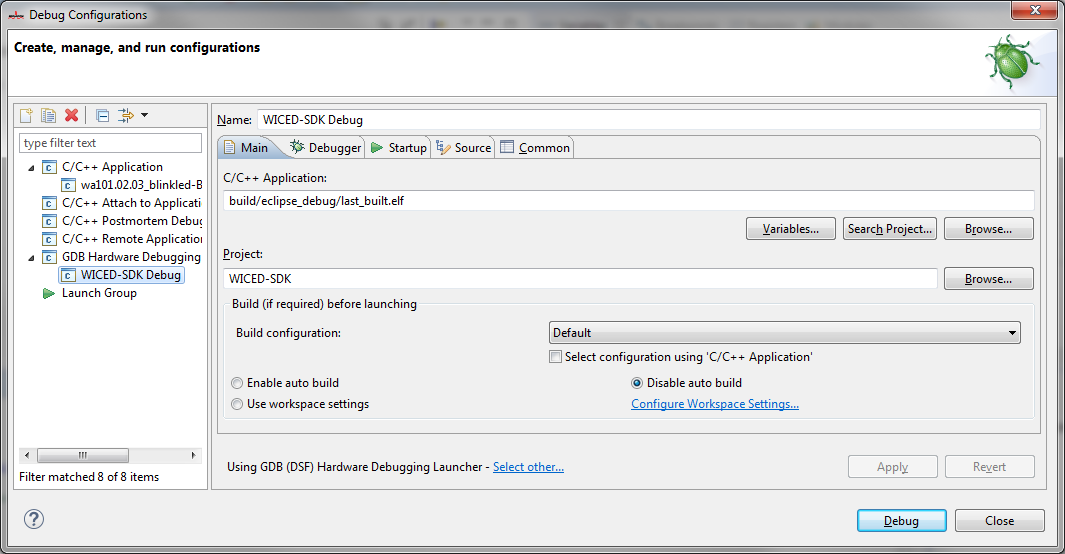 Debug Configurations
Create, manage, and run configurations
type filter text
C/C++ Application
wa101.02.03_blinkled-B
C/C++ Attach to Applicati
C/C++ Postmortem Debug
C/C++ Remote Application
GDB Hardware Debugging
WICED-SDK Debug
Launch Group
Filter matched 8 of 8 items
Name: WICED-SDK Debug
Main Debugger Startup Source Common
C/C++ Application:
build/eclipse_debug/last_built.elf
Variables... Search Project... Browse...
Project:
WICED-SDK Browse...
Build (if required) before launching
Build configuration: Default
Select configuration using 'C/C++ Application'
Enable auto build Disable auto build
Use workspace settings Configure Workspace Settings...
Using GDB (DSF) Hardware Debugging Launcher - Select other... Apply Revert
? Debug Close